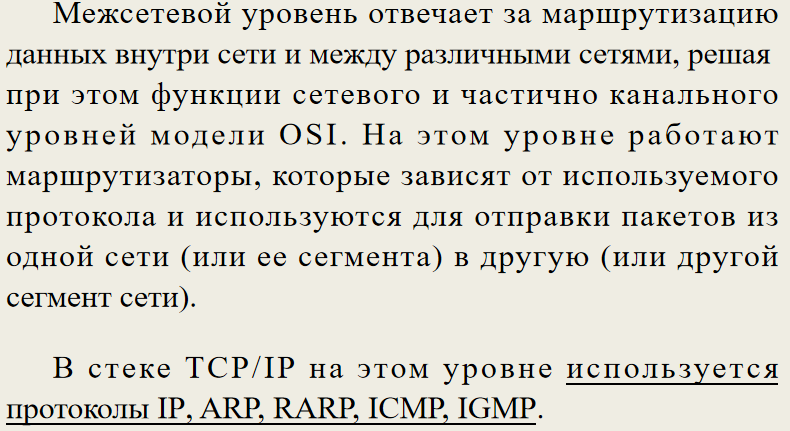 Межсетевой уровень отвечает за маршрутизацию
данных внутри сети и между различными сетями, решая
при этом функции сетевого и частично канального
уровней модели OSI. На этом уровне работают
маршрутизаторы, которые зависят от используемого
протокола и используются для отправки пакетов из
одной сети (или ее сегмента) в другую (или другой
сегмент сети).
В стеке TCP/IP на этом уровне используется
протоколы IP, ARP, RARP, ICMP, IGMP.